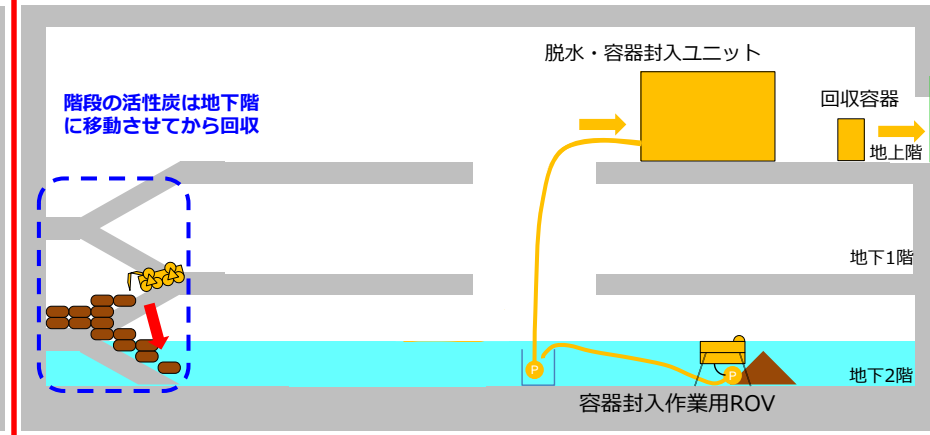 脱水・容器封入ユニット
階段の活性炭は地下階
に移動させてから回収
回収容器
地上階
地下1階
P
P
地下2階
容器封入作業用ROV